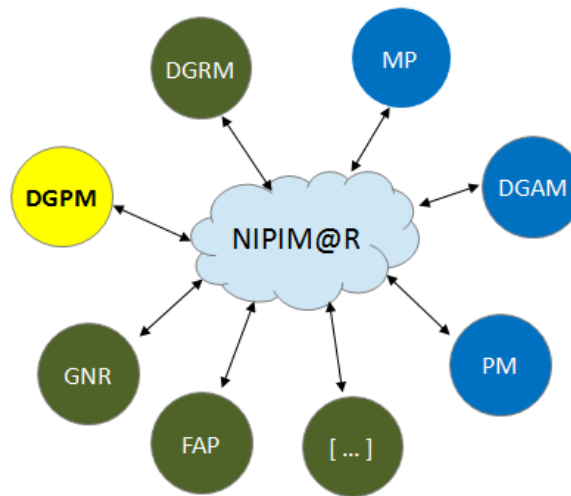 MP
DGRM
DGAM
DGPM
NIPIM@R
PM
GNR
FAP
[ ... ]